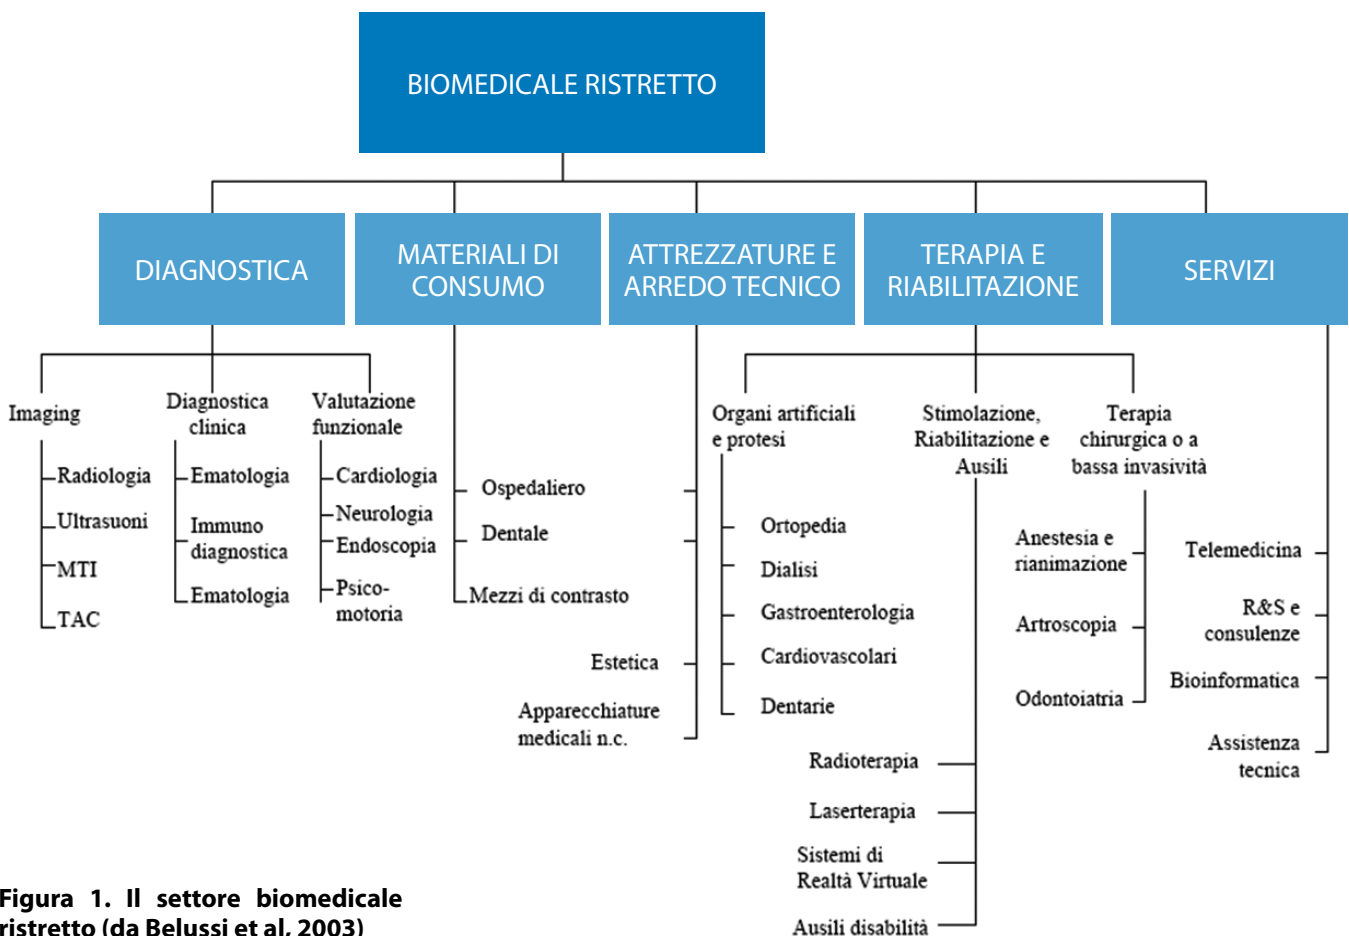 BIOMEDICALE RISTRETTO
DIAGNOSTICA
MATERIALI DI
CONSUMO
ATTREZZATURE E
ARREDO TECNICO
TERAPIA E
RIABILITAZIONE
SERVIZI
Imaging
Radiologia
Ultrasuoni
MTI
TAC
Diagnostica
clinica
Ematologia
Immuno
diagnostica
Ematologia
Valutazione
funzionale
Cardiologia
Neurologia
Endoscopia
Psico-
motoria
Ospedaliero
Dentale
Mezzi di contrasto
Estetica
Apparecchiature
medicali n.c.
Organi artificiali
e protesi
Ortopedia
Dialisi
Gastroenterologia
Cardiovascolari
Dentarie
Stimolazione,
Riabilitazione e
Ausili
Radioterapia
Laserterapia
Sistemi di
Realtà Virtuale
Ausili disabilità
Terapia
chirurgica o a
bassa invasività
Anestesia e
rianimazione
Artroscopia
Odontoiatria
Telemedicina
R&S e
consulenze
Bioinformatica
Assistenza
tecnica
Figura 1. Il settore biomedicale
ristretto (da Belussi et al, 2003)